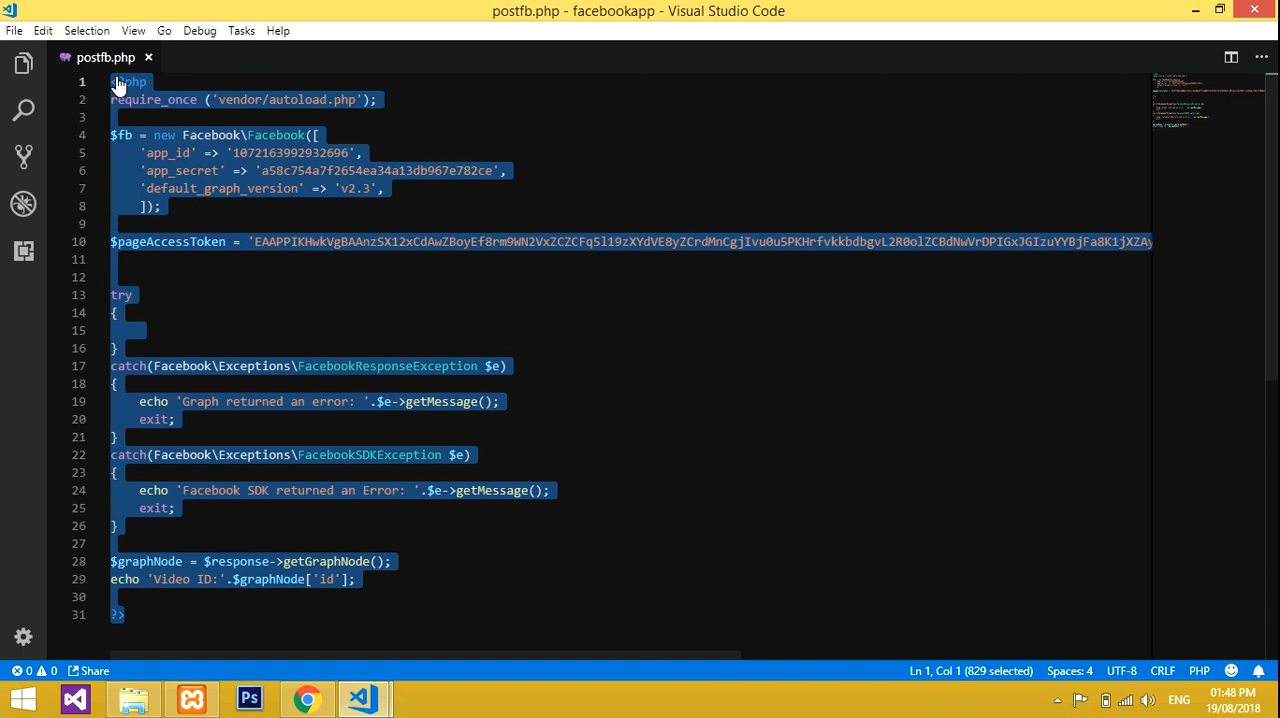 postfb.php - facebookapp - Visual Studio Code
File Edit Selection View Go Debug Tasks Help
postfb.php
1 <?php
2 require_once ('vendor/autoload.php');
3
4 $fb = new Facebook\Facebook([
5 'app_id' => '1072163992932696',
6 'app_secret' => 'a58c754a7f2654ea34a13db967e782ce',
7 'default_graph_version' => 'v2.3',
8 ]);
9
10 $pageAccessToken = 'EAAPPIKHwkVgBAAnzSX12xCdAwZBoyEf8rm9WN2VxZCZCFq5l19zXYdVE8yZCrdMnCgjIvu0u5PKHrfvkkbdbgvL2R0olZCBdNwVrDPIGxJGIzuYYBjFa8K1jXZAy
11
12
13 try
14 {
15
16 }
17 catch(Facebook\Exceptions\FacebookResponseException $e)
18 {
19 echo 'Graph returned an error: '.$e->getMessage();
20 exit;
21 }
22 catch(Facebook\Exceptions\FacebookSDKException $e)
23 {
24 echo 'Facebook SDK returned an Error: '.$e->getMessage();
25 exit;
26 }
27
28 $graphNode = $response->getGraphNode();
29 echo 'Video ID:'.$graphNode['id'];
30
31 ?>
0 0 Share Ln 1, Col 1 (829 selected) Spaces: 4 UTF-8 CRLF PHP
Ps ENG 01:48 PM
19/08/2018